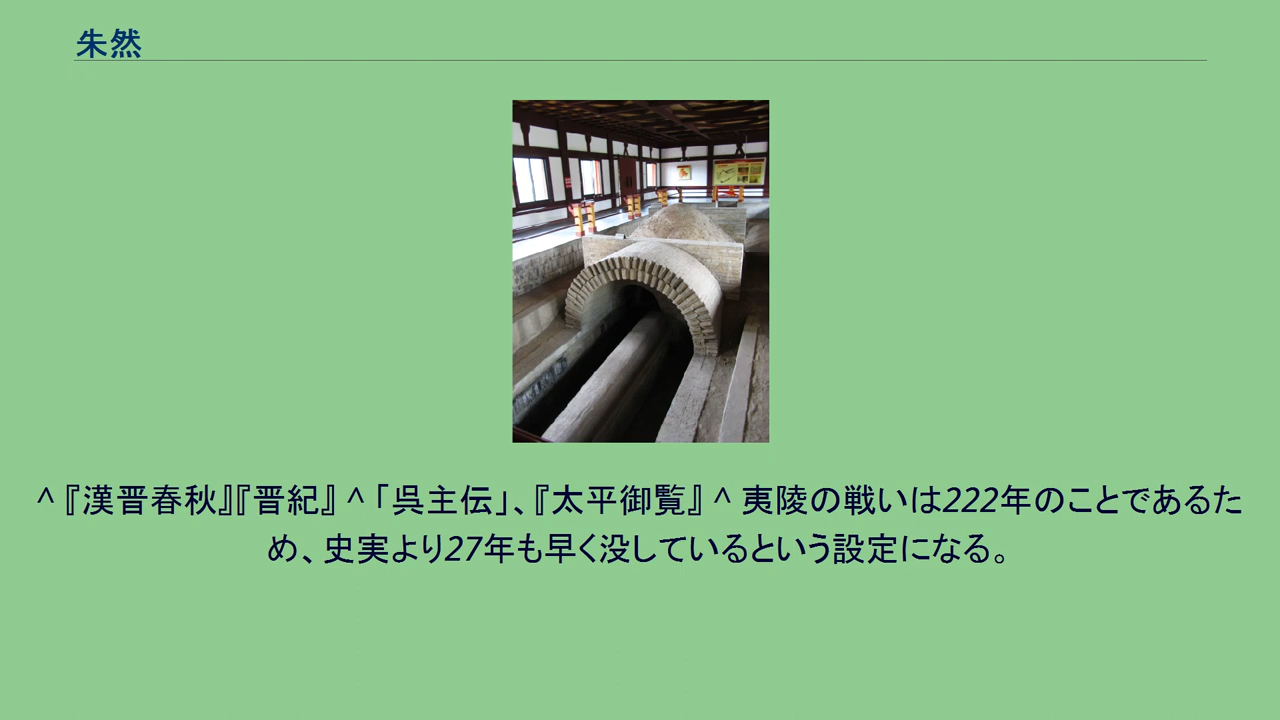 朱然
^ 『漢晋春秋』『晋紀』 ^ 「呉主伝」、『太平御覧』 ^ 夷陵の戦いは222年のことであるた
め、史実より27年も早く没しているという設定になる。